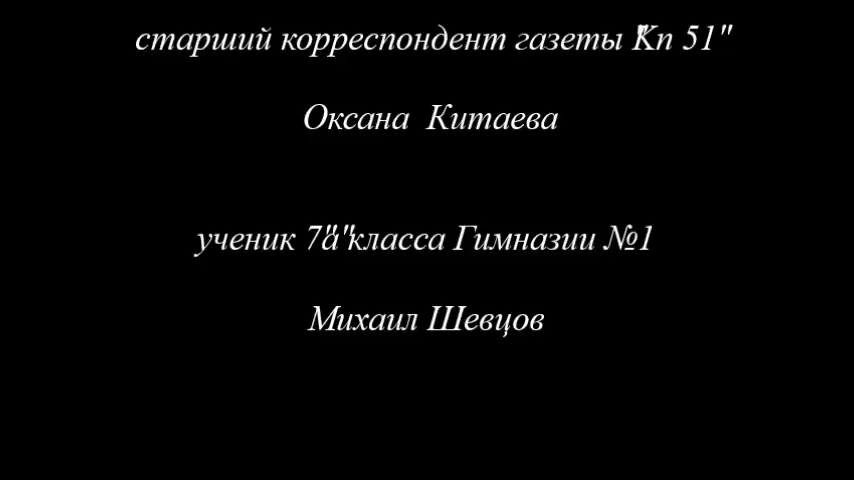 старший корреспондент газеты "Кп 51"
Оксана Китаева
ученик 7"а"класса Гимназии №1
Михаил Шевцов